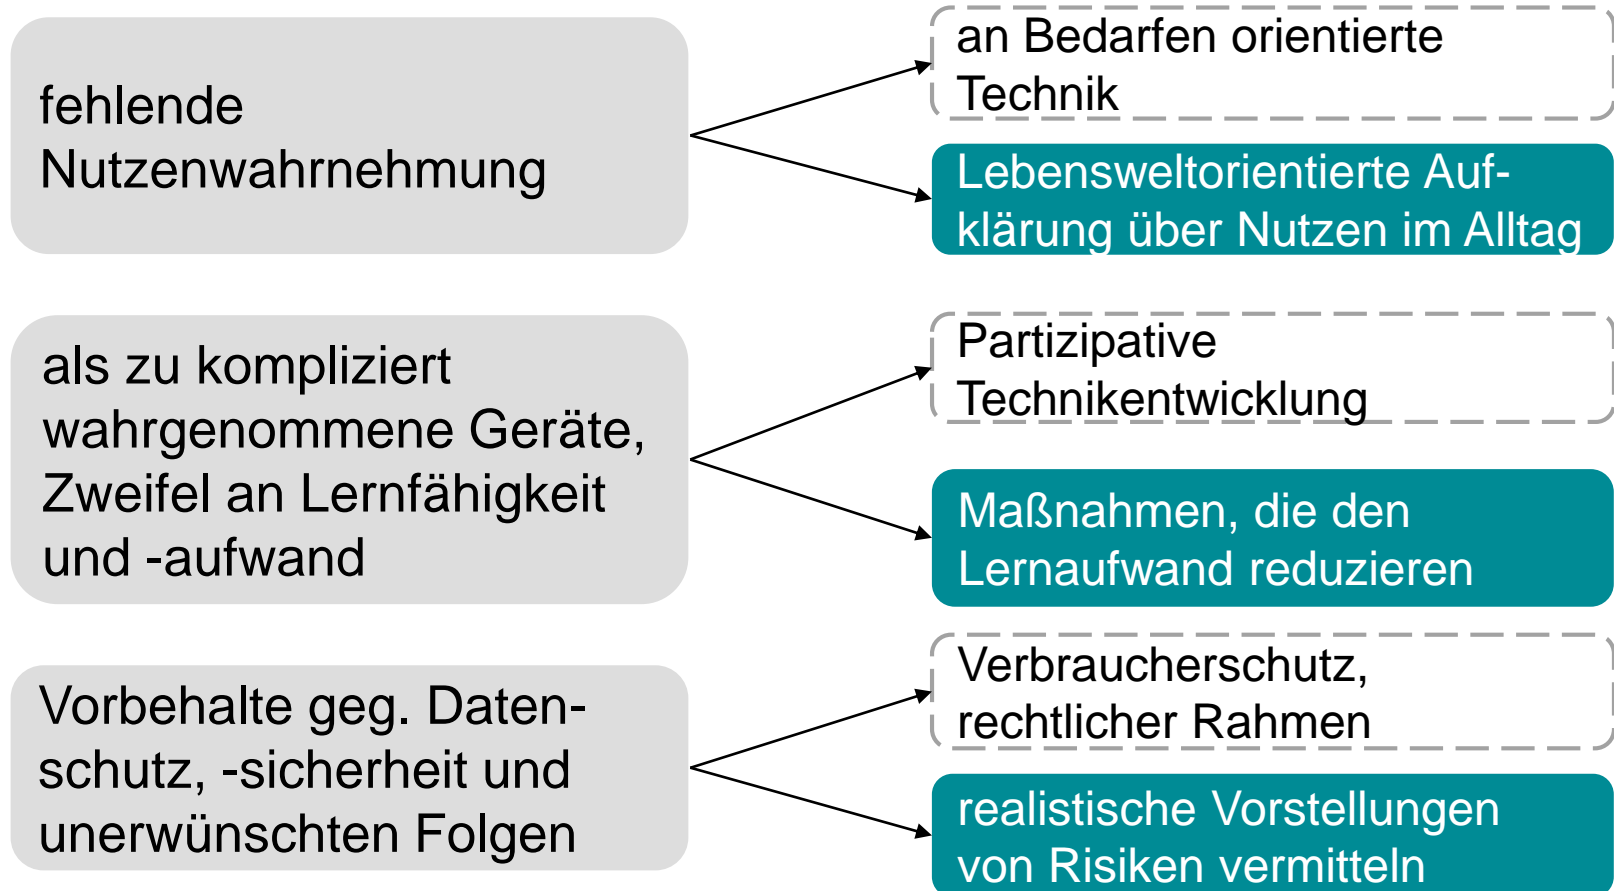 fehlende
Nutzenwahrnehmung
an Bedarfen orientierte
Technik
Lebensweltorientierte Auf-
klärung über Nutzen im Alltag
als zu kompliziert
wahrgenommene Geräte,
Zweifel an Lernfähigkeit
und -aufwand
Partizipative
Technikentwicklung
Maßnahmen, die den
Lernaufwand reduzieren
Vorbehalte geg. Daten-
schutz, -sicherheit und
unerwünschten Folgen
Verbraucherschutz,
rechtlicher Rahmen
realistische Vorstellungen
von Risiken vermitteln